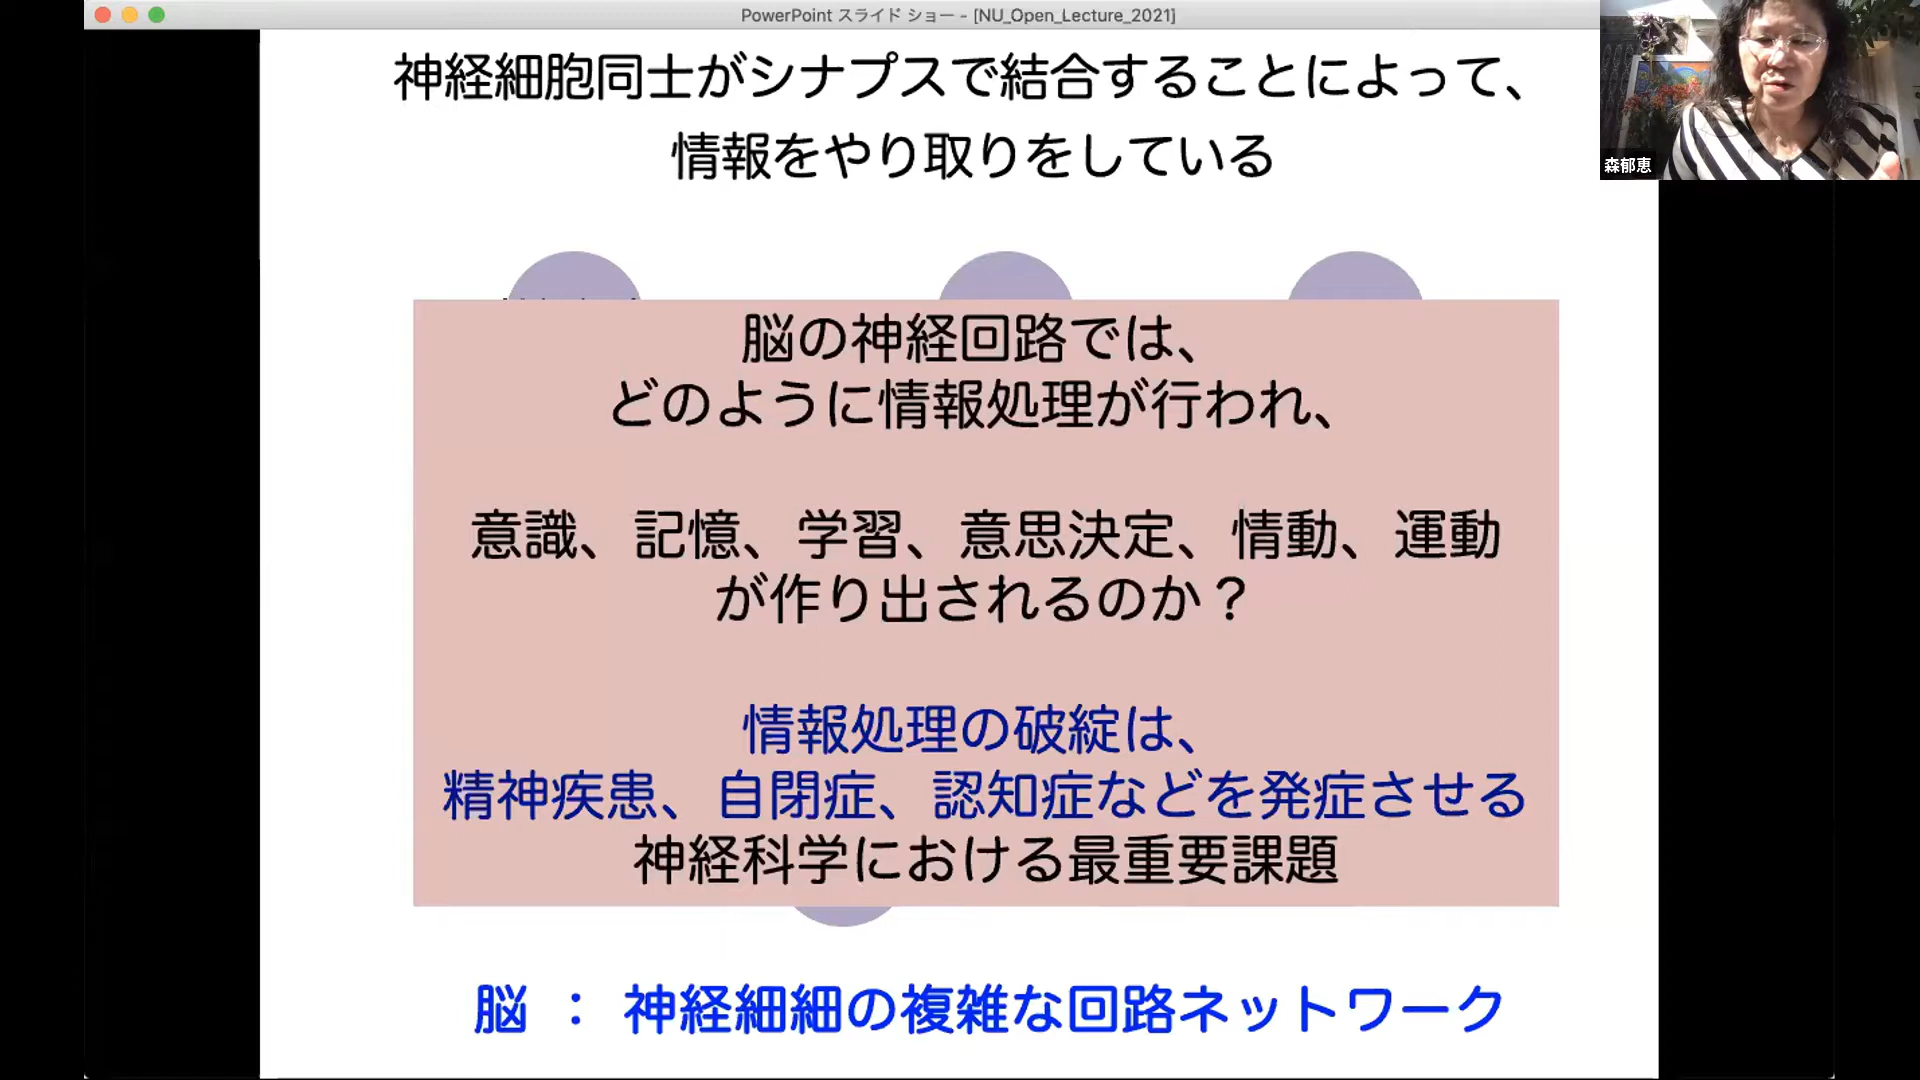 PowerPoint スライド ショー - [NU_Open_Lecture_2021]
神経細胞同士がシナプスで結合することによって、
情報をやり取りをしている
森郁恵
脳の神経回路では、
どのように情報処理が行われ、
意識、記憶、学習、意思決定、情動、運動
が作り出されるのか？
情報処理の破綻は、
精神疾患、自閉症、認知症などを発症させる
神経科学における最重要課題
脳 ： 神経細細の複雑な回路ネットワーク